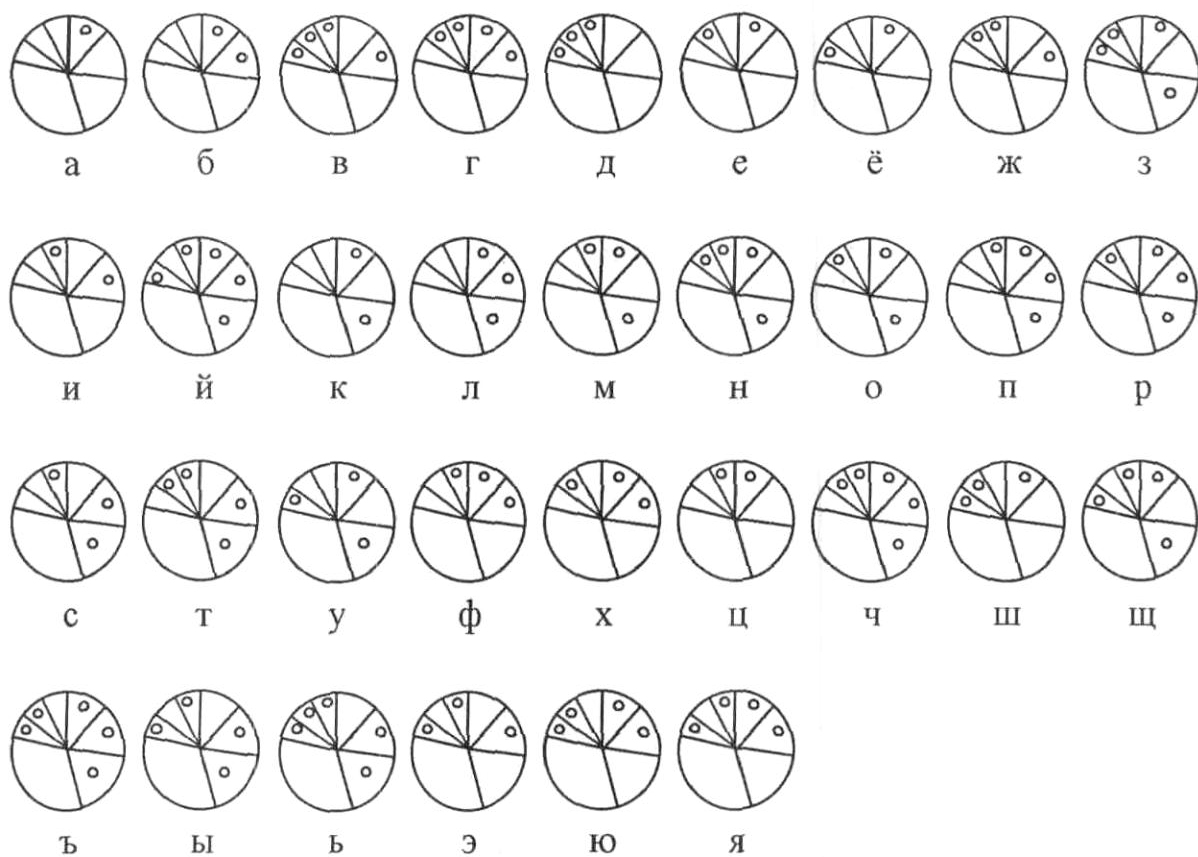 а б в г д е ё ж з
и й к л м н о п р
с т у ф х ц ч ш щ
ъ ы ь э ю я